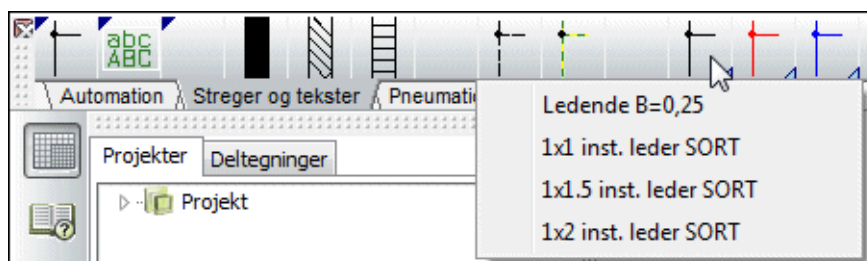 abc
ABC
Automation
Streger og tekster
Pneumati
Ledende B=0,25
1x1 inst. leder SORT
1x1.5 inst. leder SORT
1x2 inst. leder SORT
Projekter
Deltegninger
Projekt